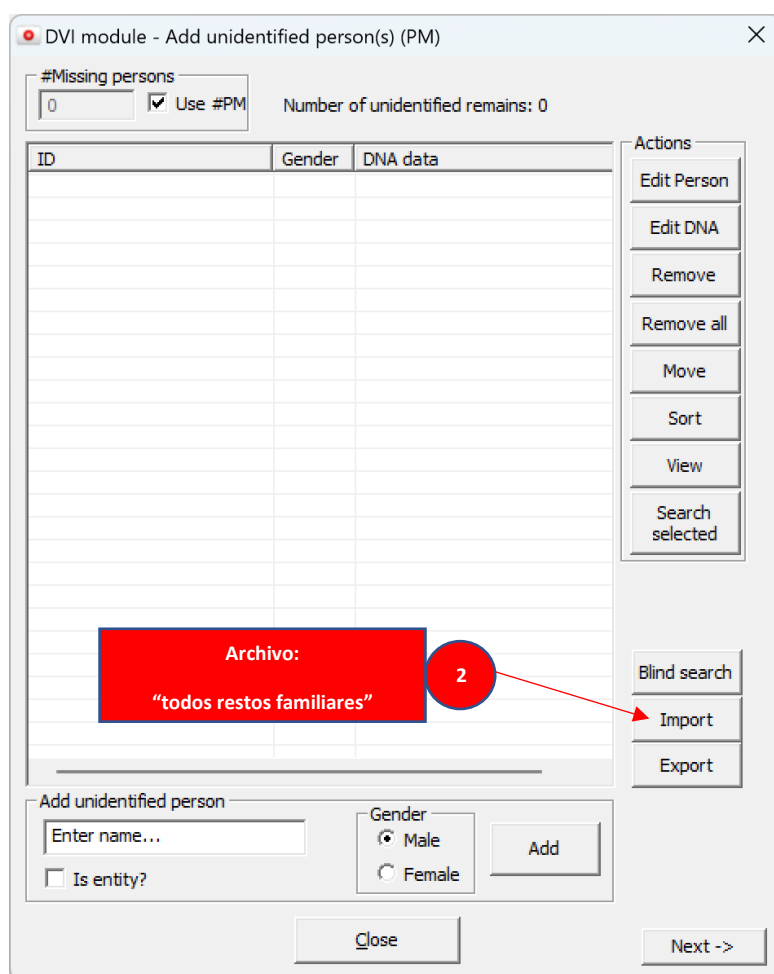 DVI module - Add unidentified person(s) (PM)
#Missing persons
0
Use #PM
Number of unidentified remains: 0
ID Gender DNA data
Actions
Edit Person
Edit DNA
Remove
Remove all
Move
Sort
View
Search
selected
Archivo:
“todos restos familiares”
2
Blind search
Import
Export
Add unidentified person
Enter name...
Is entity?
Gender
Male
Female
Add
Close
Next ->